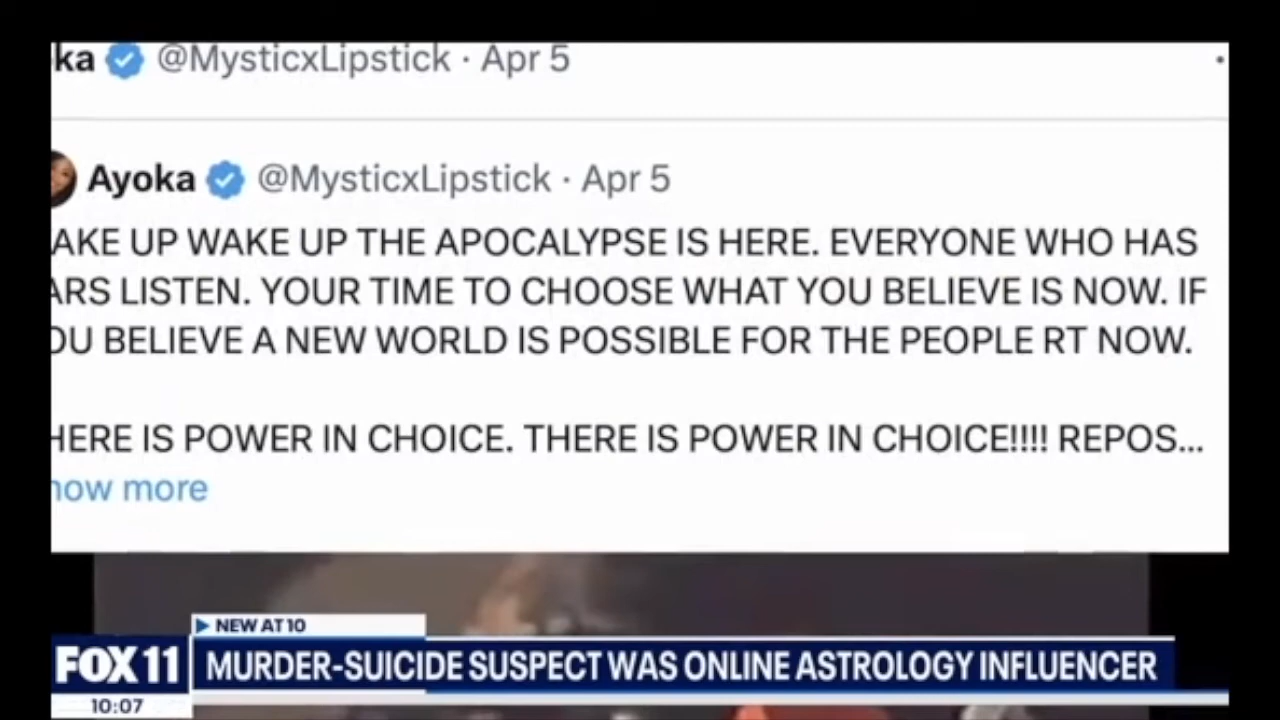 ka @MysticxLipstick · Apr 5
Ayoka @MysticxLipstick · Apr 5
AKE UP WAKE UP THE APOCALYPSE IS HERE. EVERYONE WHO HAS
ARS LISTEN. YOUR TIME TO CHOOSE WHAT YOU BELIEVE IS NOW. IF
OU BELIEVE A NEW WORLD IS POSSIBLE FOR THE PEOPLE RT NOW.
HERE IS POWER IN CHOICE. THERE IS POWER IN CHOICE!!!! REPOS...
how more
NEW AT 10
FOX 11
MURDER-SUICIDE SUSPECT WAS ONLINE ASTROLOGY INFLUENCER
10:07